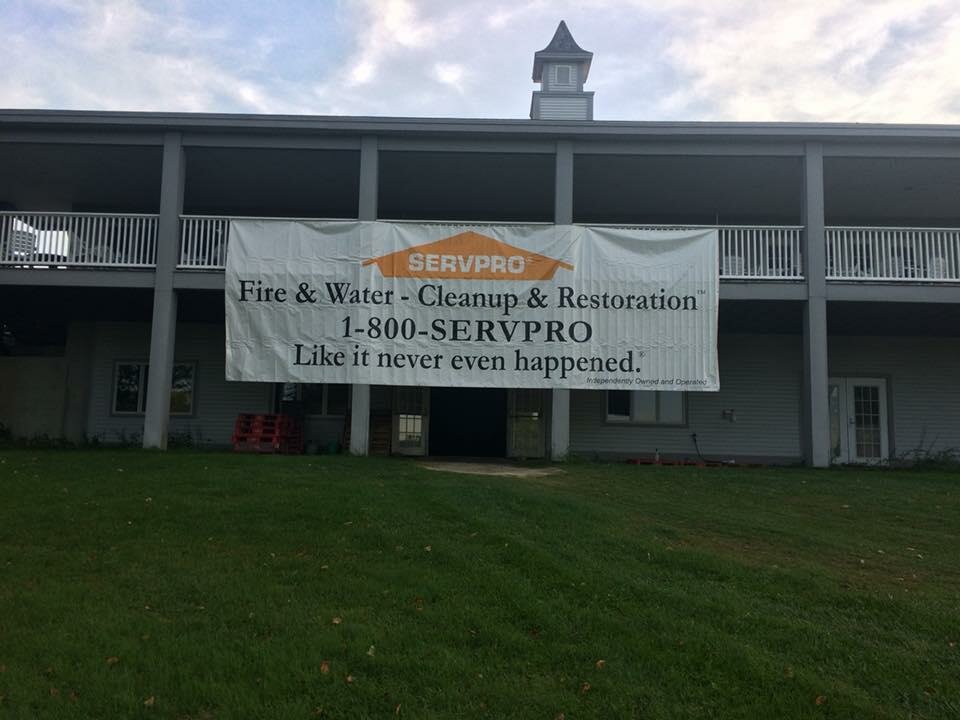 SERVPRO®
Fire & Water - Cleanup & Restoration™
1-800-SERVPRO
Like it never even happened.®
Independently Owned and Operated